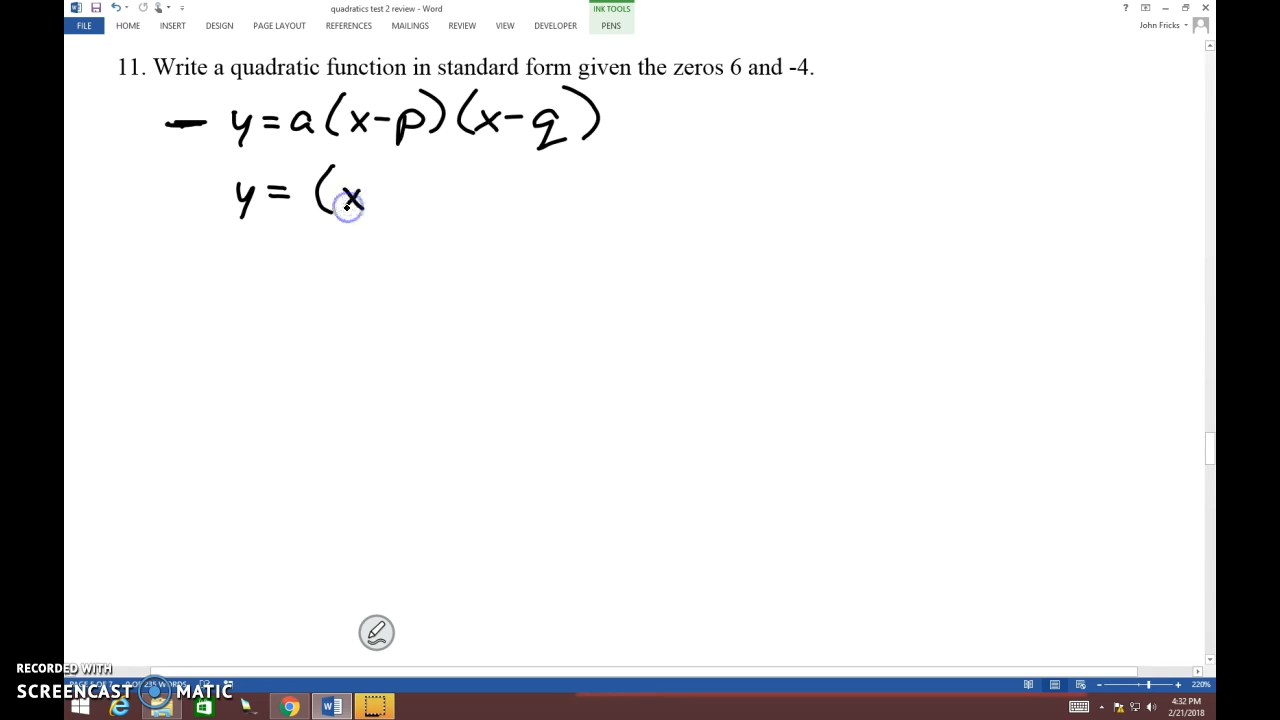 quadratics test 2 review - Word
INK TOOLS
?
FILE HOME INSERT DESIGN PAGE LAYOUT REFERENCES MAILINGS REVIEW VIEW DEVELOPER PENS
John Fricks
11. Write a quadratic function in standard form given the zeros 6 and -4.
- y = a (x - p) (x - q)
y = (x
RECORDED WITH
SCREENCAST MATIC
220%
4:32 PM
2/21/2018